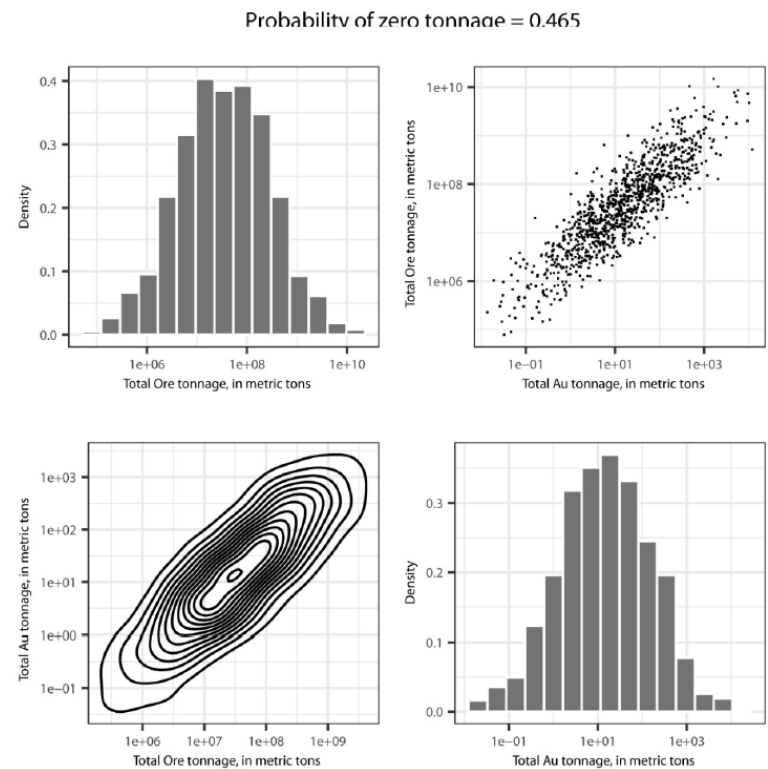 Probability of zero tonnage = 0.465
0.4
0.3
0.2
0.1
0.0
Density
1e+06 1e+08 1e+10
Total Ore tonnage, in metric tons
1e+10
1e+08
1e+06
Total Ore tonnage, in metric tons
1e−01 1e+01 1e+03
Total Au tonnage, in metric tons
1e+03
1e+02
1e+01
1e+00
1e−01
Total Au tonnage, in metric tons
1e+06 1e+07 1e+08 1e+09
Total Ore tonnage, in metric tons
0.3
0.2
0.1
0.0
Density
1e−01 1e+01 1e+03
Total Au tonnage, in metric tons